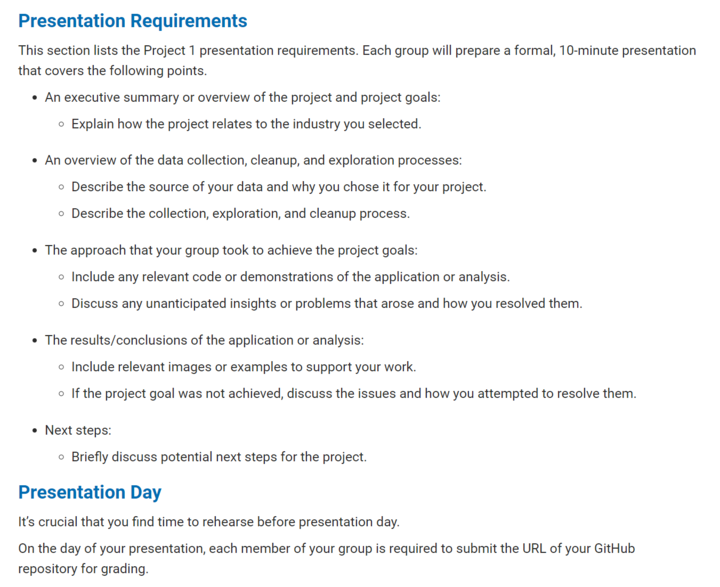 Presentation Requirements
This section lists the Project 1 presentation requirements. Each group will prepare a formal, 10-minute presentation
that covers the following points.
• An executive summary or overview of the project and project goals:
○ Explain how the project relates to the industry you selected.
• An overview of the data collection, cleanup, and exploration processes:
○ Describe the source of your data and why you chose it for your project.
○ Describe the collection, exploration, and cleanup process.
• The approach that your group took to achieve the project goals:
○ Include any relevant code or demonstrations of the application or analysis.
○ Discuss any unanticipated insights or problems that arose and how you resolved them.
• The results/conclusions of the application or analysis:
○ Include relevant images or examples to support your work.
○ If the project goal was not achieved, discuss the issues and how you attempted to resolve them.
• Next steps:
○ Briefly discuss potential next steps for the project.
Presentation Day
It's crucial that you find time to rehearse before presentation day.
On the day of your presentation, each member of your group is required to submit the URL of your GitHub
repository for grading.